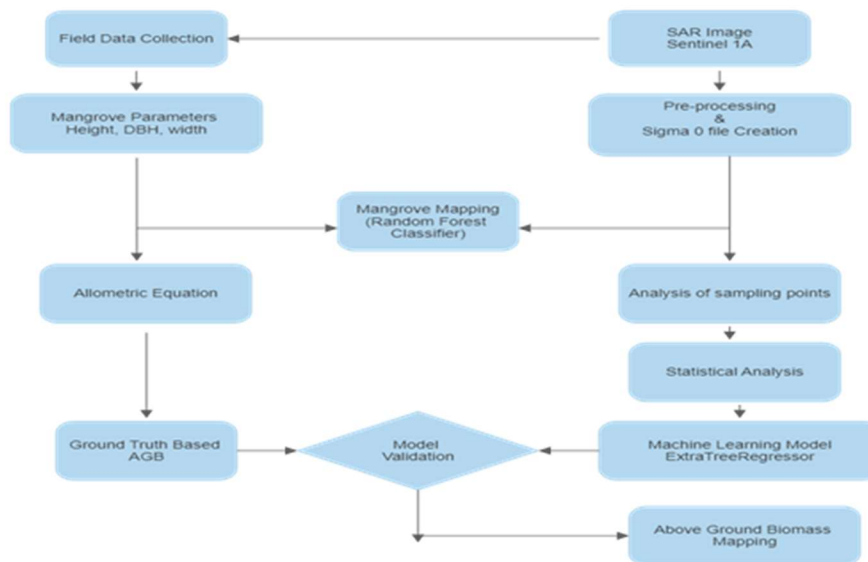 Field Data Collection
SAR Image
Sentinel 1A
Mangrove Parameters
Height, DBH, width
Pre-processing
&
Sigma 0 file Creation
Mangrove Mapping
(Random Forest
Classifier)
Allometric Equation
Analysis of sampling points
Statistical Analysis
Ground Truth Based
AGB
Model
Validation
Machine Learning Model
ExtraTreeRegressor
Above Ground Biomass
Mapping